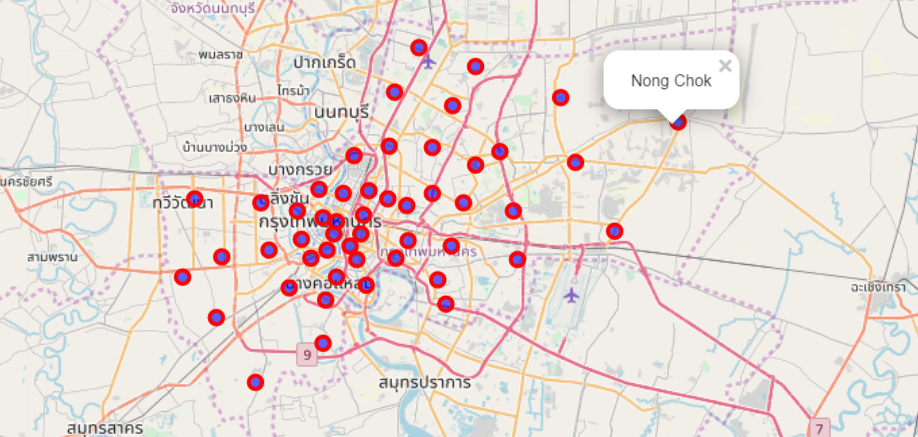 จังหวัดนนทบุรี
พมลราช
ปากเกร็ด
Nong Chok
×
เสาธงหิน
ไทรม้า
นนทบุรี
บางเลน
บ้านบางม่วง
บางกรวย
นครชัยศรี
ทวีวัฒนา
ตลิ่งชัน
กรุงเทพมหานคร
กรุงเทพมหานคร
สามพราน
บางคอแหลม
ฉะเชิงเทรา
9
สมุทรปราการ
สมุทรสาคร
7